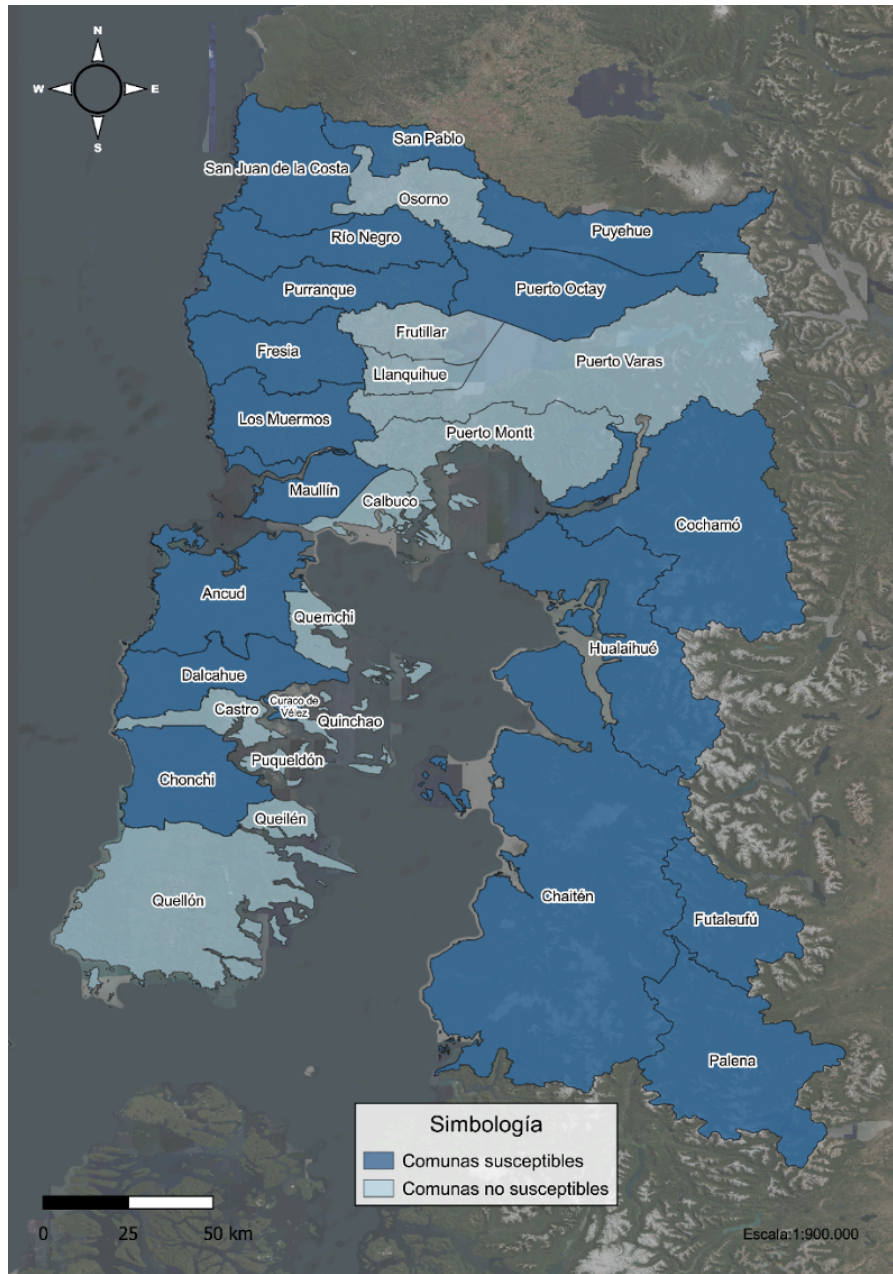 N
W E
S
San Pablo
San Juan de la Costa
Osorno
Puyehue
Río Negro
Purranque
Puerto Octay
Frutillar
Fresia
Puerto Varas
Llanquihue
Los Muermos
Puerto Montt
Maullín
Calbuco
Cochamó
Ancud
Quemchi
Hualaihué
Dalcahue
Curaco de
Vélez
Castro
Quinchao
Puqueldón
Chonchi
Queilén
Quellón
Chaitén
Futaleufú
Palena
Simbología
Comunas susceptibles
Comunas no susceptibles
0 25 50 km
Escala:1:900.000